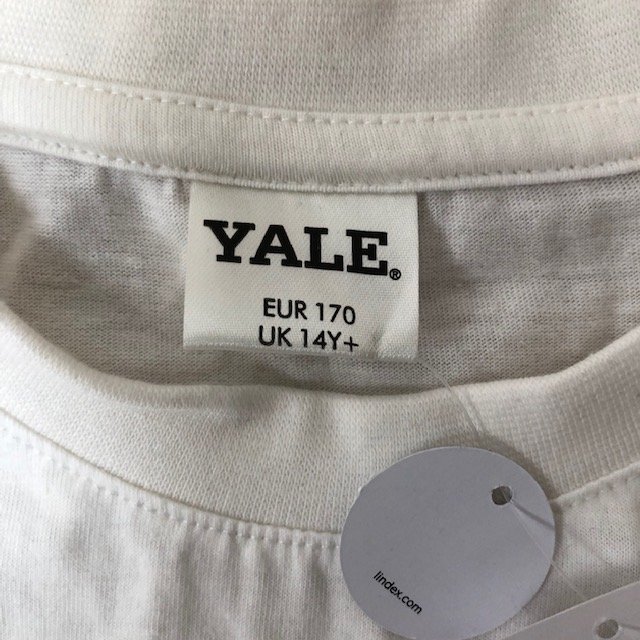 YALE®
EUR 170
UK 14Y+
lindex.com